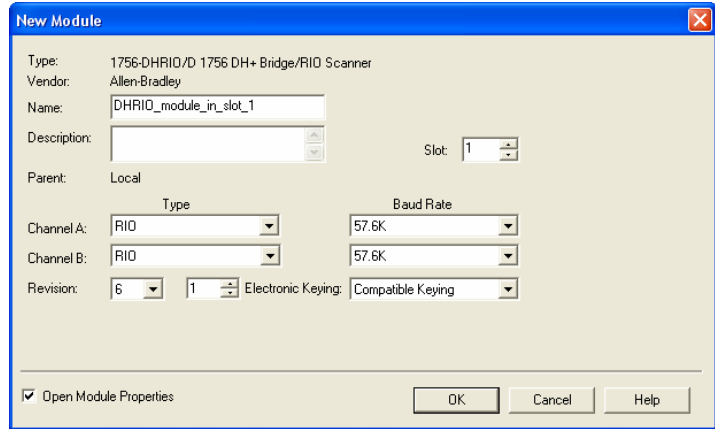 New Module
Type: 1756-DHRIO/D 1756 DH+ Bridge/RIO Scanner
Vendor: Allen-Bradley
Name: DHRIO_module_in_slot_1
Description:
Slot: 1
Parent: Local
Type Baud Rate
Channel A: RIO 57.6K
Channel B: RIO 57.6K
Revision: 6 1 Electronic Keying: Compatible Keying
Open Module Properties OK Cancel Help